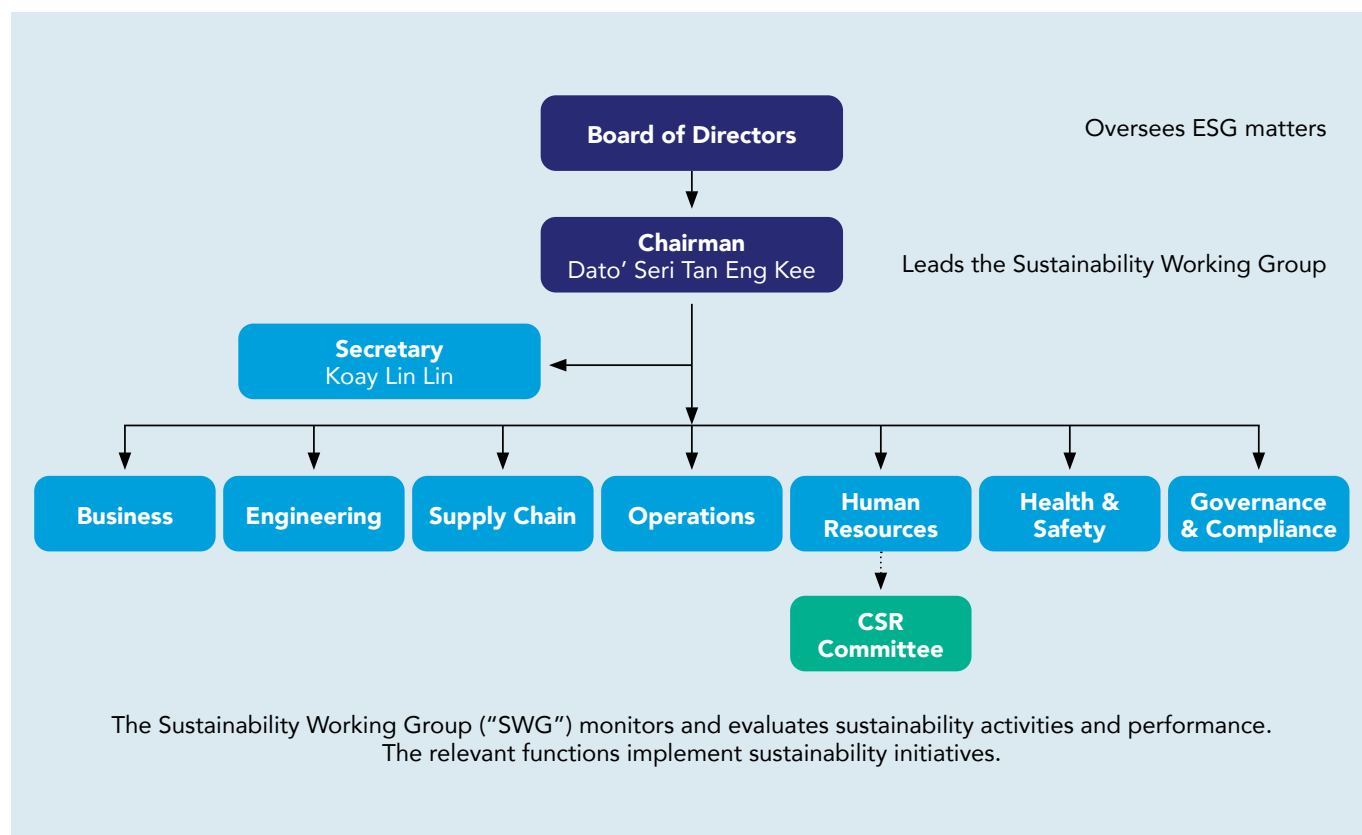 Board of Directors
Oversees ESG matters
Chairman
Dato’ Seri Tan Eng Kee
Leads the Sustainability Working Group
Secretary
Koay Lin Lin
Business
Engineering
Supply Chain
Operations
Human
Resources
Health &
Safety
Governance
& Compliance
CSR
Committee
The Sustainability Working Group (“SWG”) monitors and evaluates sustainability activities and performance.
The relevant functions implement sustainability initiatives.